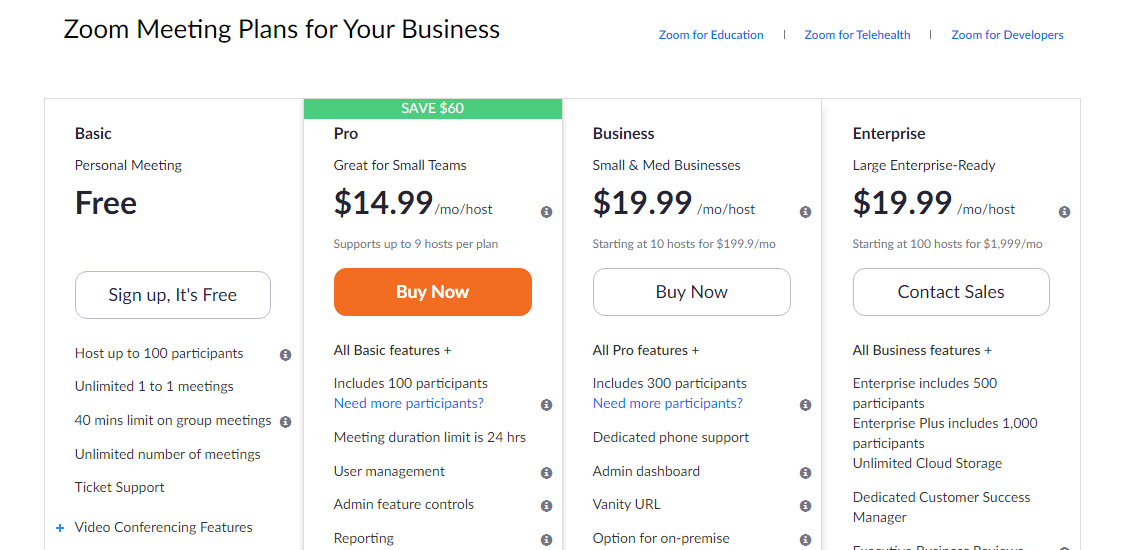 Zoom Meeting Plans for Your Business
Zoom for Education | Zoom for Telehealth | Zoom for Developers
Basic
Personal Meeting
Free
Sign up, It's Free
Host up to 100 participants
Unlimited 1 to 1 meetings
40 mins limit on group meetings
Unlimited number of meetings
Ticket Support
+ Video Conferencing Features
SAVE $60
Pro
Great for Small Teams
$14.99 /mo/host
Supports up to 9 hosts per plan
Buy Now
All Basic features +
Includes 100 participants
Need more participants?
Meeting duration limit is 24 hrs
User management
Admin feature controls
Reporting
Business
Small & Med Businesses
$19.99 /mo/host
Starting at 10 hosts for $199.9/mo
Buy Now
All Pro features +
Includes 300 participants
Need more participants?
Dedicated phone support
Admin dashboard
Vanity URL
Option for on-premise
Enterprise
Large Enterprise-Ready
$19.99 /mo/host
Starting at 100 hosts for $1,999/mo
Contact Sales
All Business features +
Enterprise includes 500
participants
Enterprise Plus includes 1,000
participants
Unlimited Cloud Storage
Dedicated Customer Success
Manager
Executive Business Reviews